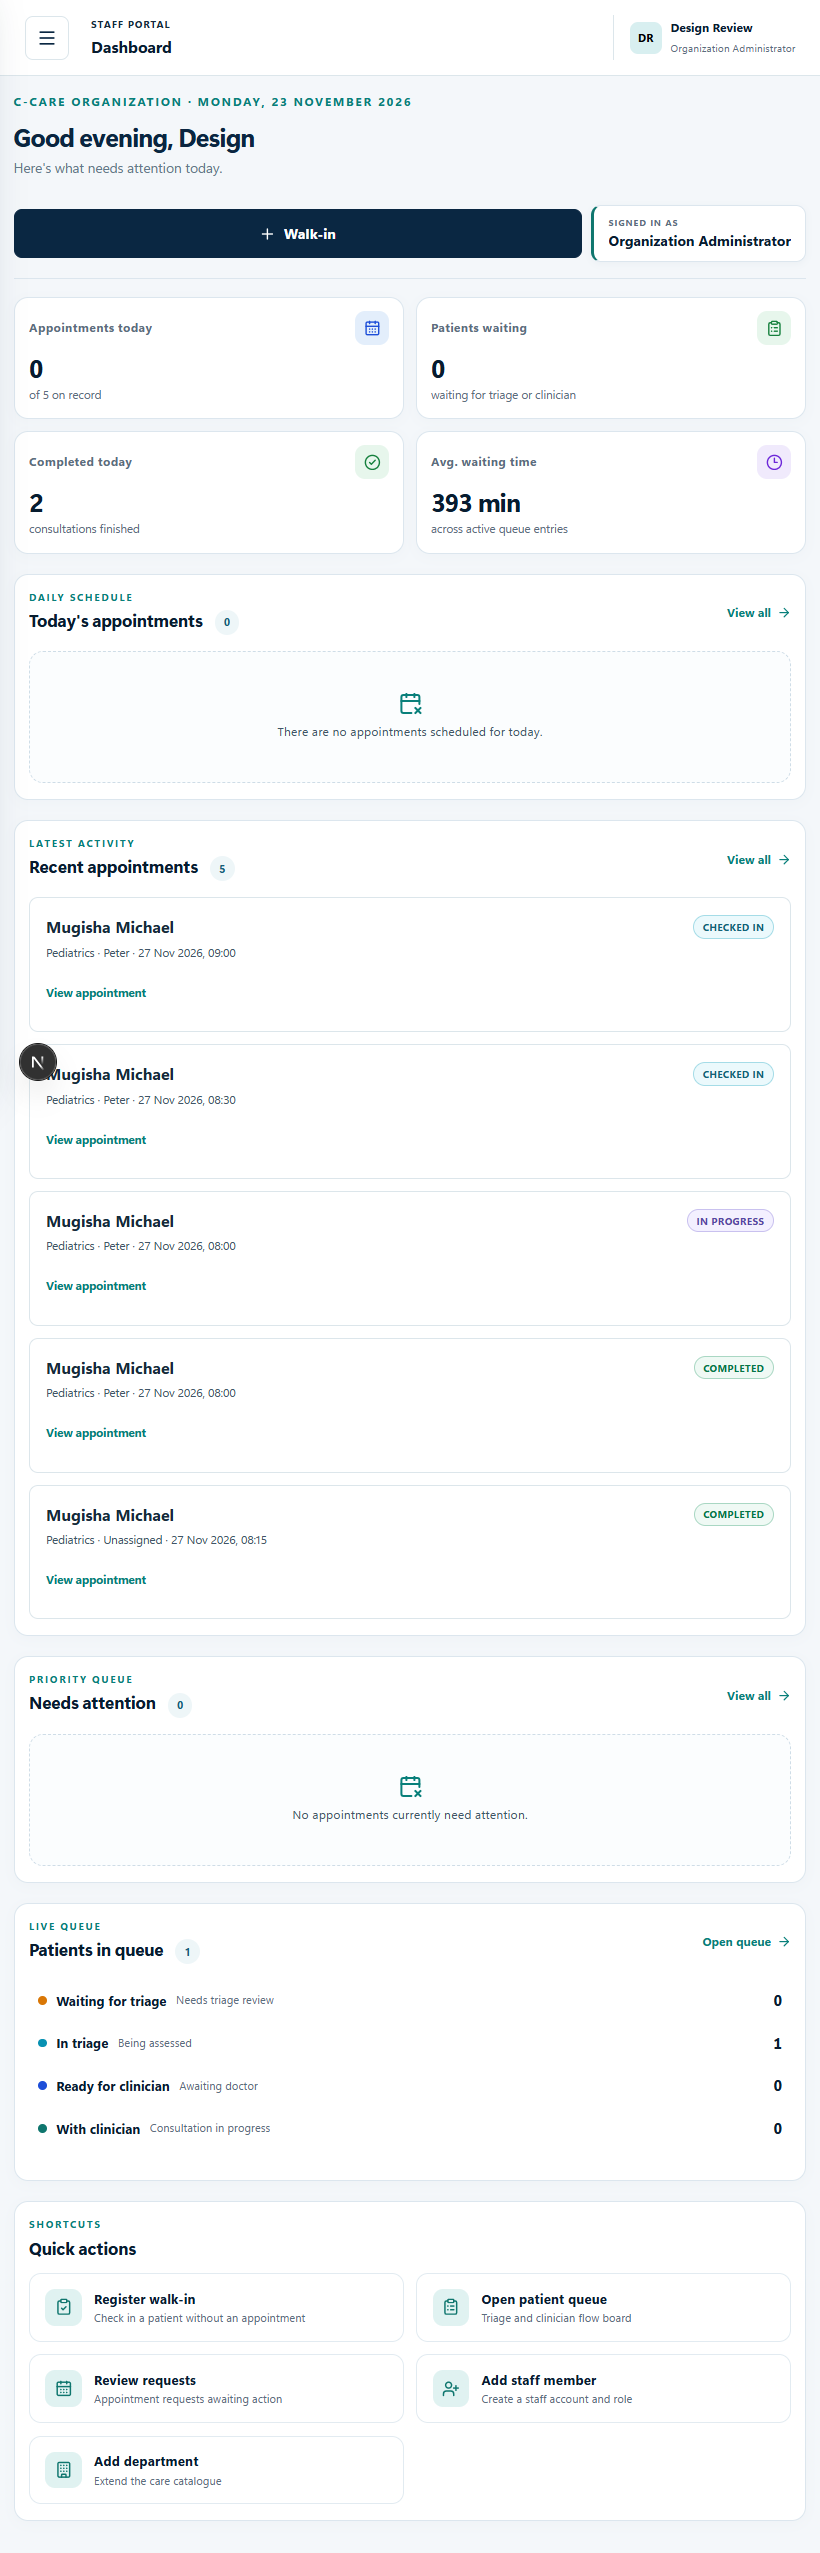 STAFF PORTAL
Dashboard
DR
Design Review
Organization Administrator
C-CARE ORGANIZATION · MONDAY, 23 NOVEMBER 2026
Good evening, Design
Here's what needs attention today.
Walk-in
SIGNED IN AS
Organization Administrator
Appointments today
0
of 5 on record
Patients waiting
0
waiting for triage or clinician
Completed today
2
consultations finished
Avg. waiting time
393 min
across active queue entries
DAILY SCHEDULE
Today's appointments 0
View all
There are no appointments scheduled for today.
LATEST ACTIVITY
Recent appointments 5
View all
Mugisha Michael
CHECKED IN
Pediatrics · Peter · 27 Nov 2026, 09:00
View appointment
N
Mugisha Michael
CHECKED IN
Pediatrics · Peter · 27 Nov 2026, 08:30
View appointment
Mugisha Michael
IN PROGRESS
Pediatrics · Peter · 27 Nov 2026, 08:00
View appointment
Mugisha Michael
COMPLETED
Pediatrics · Peter · 27 Nov 2026, 08:00
View appointment
Mugisha Michael
COMPLETED
Pediatrics · Unassigned · 27 Nov 2026, 08:15
View appointment
PRIORITY QUEUE
Needs attention 0
View all
No appointments currently need attention.
LIVE QUEUE
Patients in queue 1
Open queue
Waiting for triage Needs triage review 0
In triage Being assessed 1
Ready for clinician Awaiting doctor 0
With clinician Consultation in progress 0
SHORTCUTS
Quick actions
Register walk-in
Check in a patient without an appointment
Open patient queue
Triage and clinician flow board
Review requests
Appointment requests awaiting action
Add staff member
Create a staff account and role
Add department
Extend the care catalogue